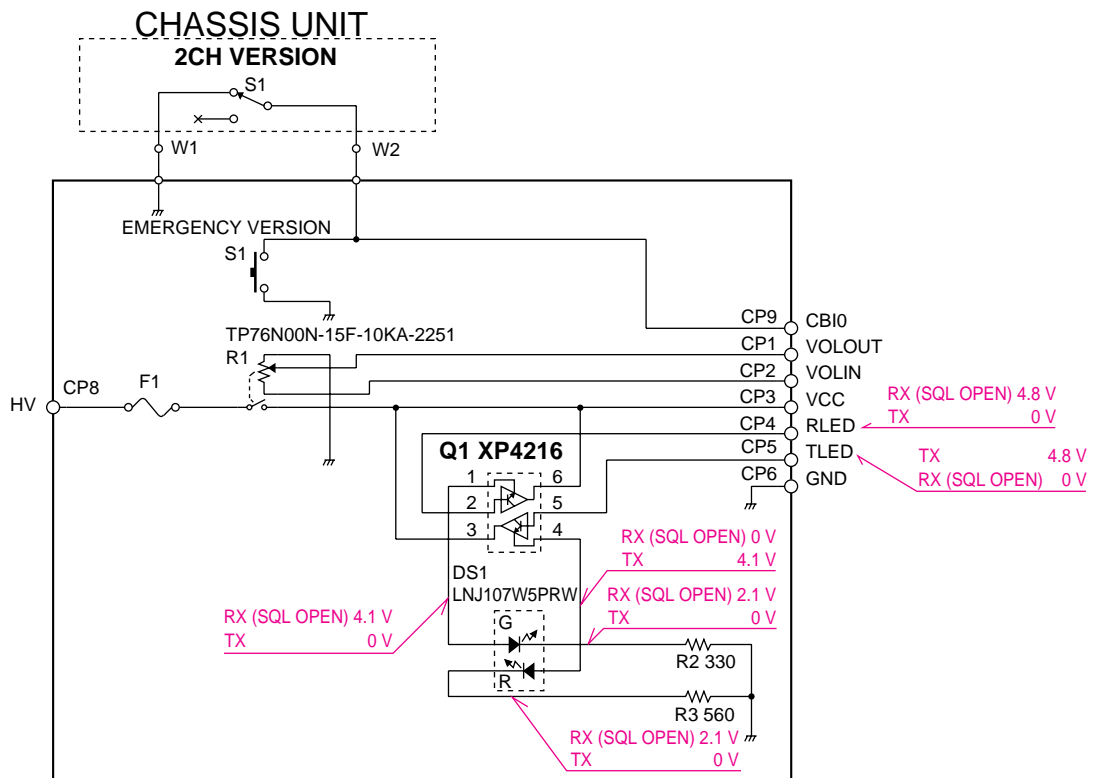 CHASSIS UNIT
2CH VERSION
S1
W1
W2
EMERGENCY VERSION
S1
TP76N00N-15F-10KA-2251
R1
HV
CP8
F1
CP9
CBI0
CP1
VOLOUT
CP2
VOLIN
CP3
VCC
CP4
RLED
CP5
TLED
CP6
GND
RX (SQL OPEN) 4.8 V
TX 0 V
TX 4.8 V
RX (SQL OPEN) 0 V
Q1 XP4216
1
6
2
5
3
4
RX (SQL OPEN) 0 V
TX 4.1 V
DS1
LNJ107W5PRW
RX (SQL OPEN) 2.1 V
TX 0 V
RX (SQL OPEN) 4.1 V
TX 0 V
G
R2 330
R
R3 560
RX (SQL OPEN) 2.1 V
TX 0 V